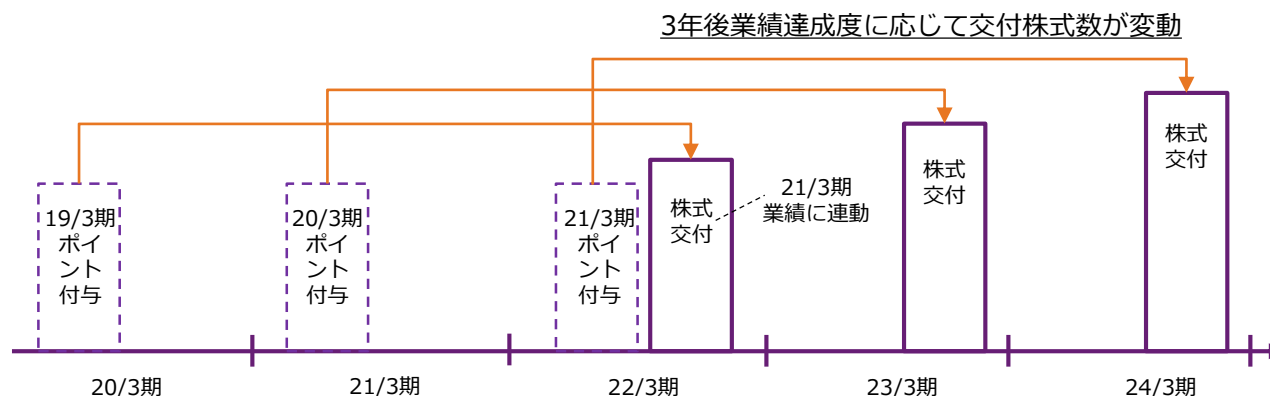 3年後業績達成度に応じて交付株式数が変動
19/3期
ポイ
ント
付与
20/3期
ポイ
ント
付与
21/3期
ポイ
ント
付与
株式
交付
21/3期
業績に連動
株式
交付
株式
交付
20/3期
21/3期
22/3期
23/3期
24/3期